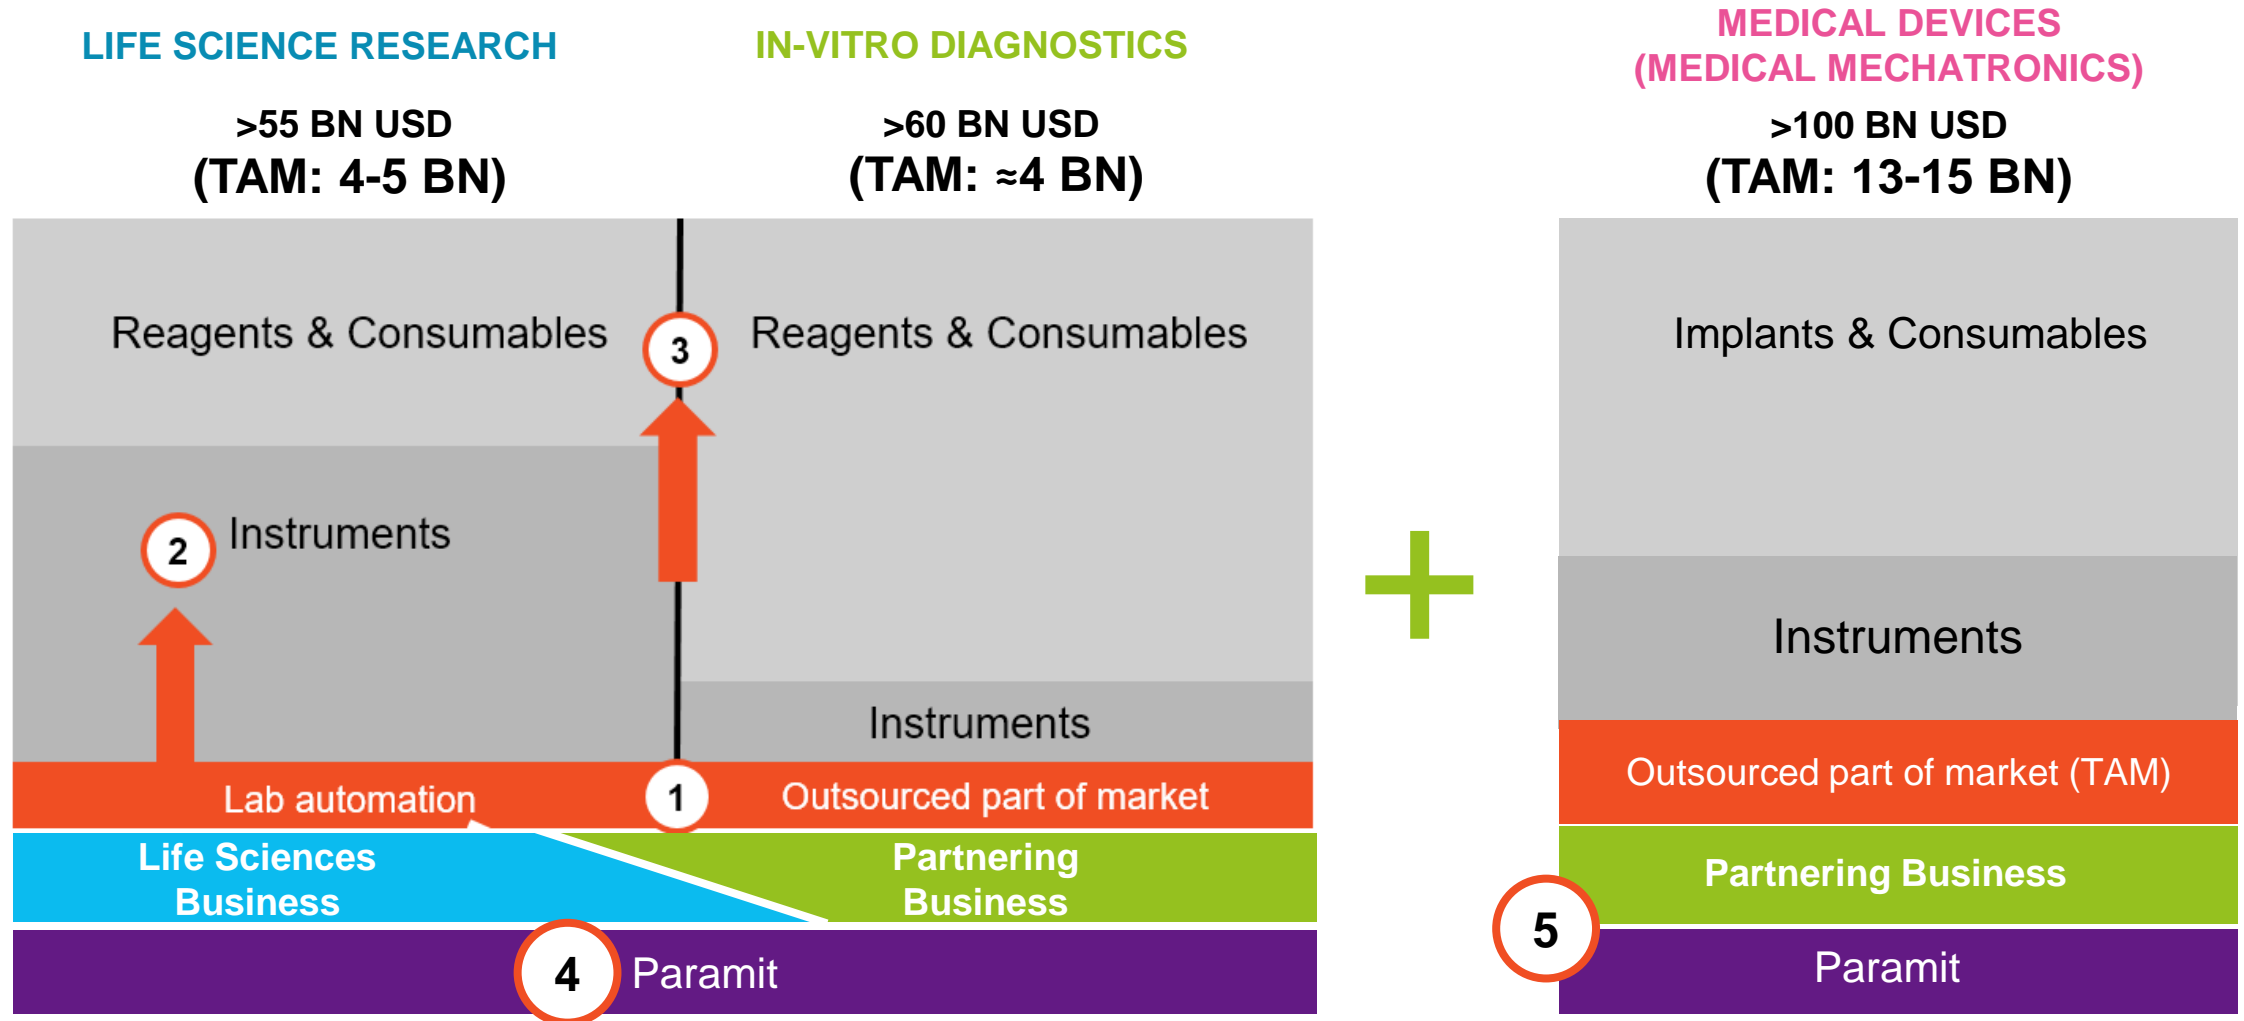 LIFE SCIENCE RESEARCH
>55 BN USD
(TAM: 4-5 BN)
IN-VITRO DIAGNOSTICS
>60 BN USD
(TAM: ≈4 BN)
MEDICAL DEVICES
(MEDICAL MECHATRONICS)
>100 BN USD
(TAM: 13-15 BN)
Reagents & Consumables
3
Reagents & Consumables
2
Instruments
Instruments
Lab automation
1
Outsourced part of market
Life Sciences
Business
Partnering
Business
4
Paramit
+
Implants & Consumables
Instruments
Outsourced part of market (TAM)
Partnering Business
5
Paramit